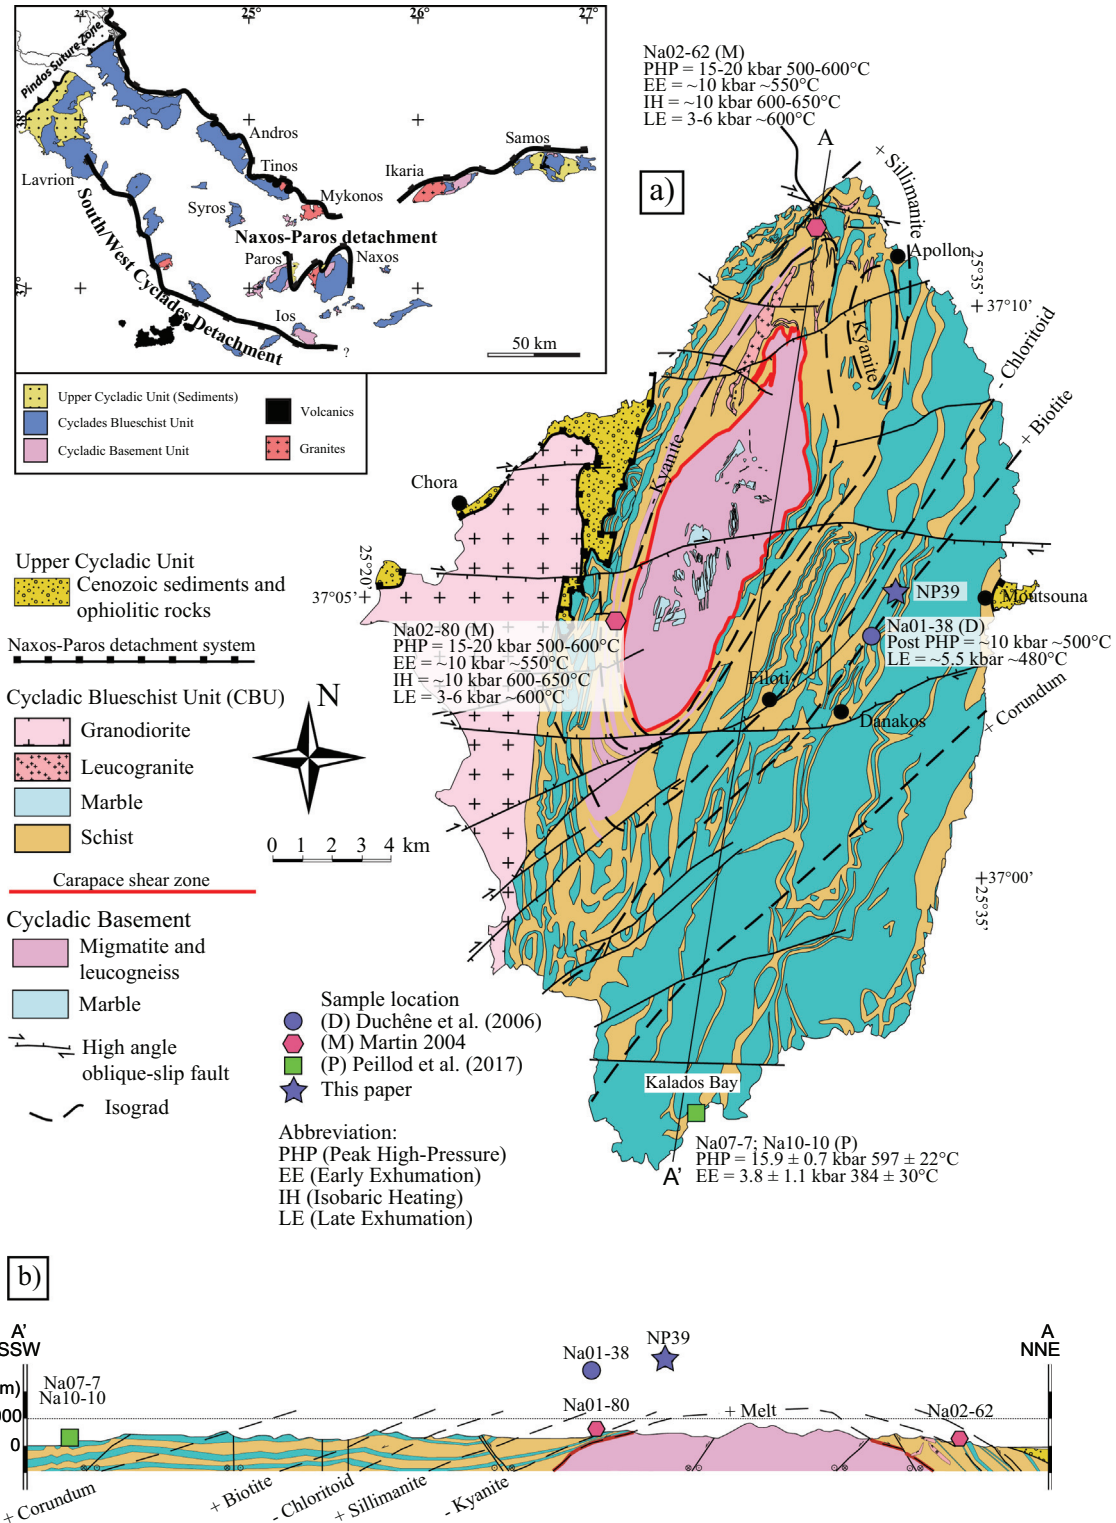 24°
25°
27°
Pindos Suture Zone
38°
Andros
Tinos
Samos
Ikaria
Lavrion
Syros
Mykonos
Naxos-Paros detachment
Paros
Naxos
South/West Cyclades Detachment
37°
Ios
?
50 km
Upper Cycladic Unit (Sediments)
Cyclades Blueschist Unit
Cycladic Basement Unit
Volcanics
Granites
Na02-62 (M)
PHP = 15-20 kbar 500-600°C
EE = ~10 kbar ~550°C
IH = ~10 kbar 600-650°C
LE = 3-6 kbar ~600°C
A
a)
+ Sillimanite
Apollon
25°35'
37°10'
- Kyanite
- Chloritoid
+ Biotite
- Kyanite
Chora
25°20'
37°05'
NP39
Moutsouna
Na01-38 (D)
Post PHP = ~10 kbar ~500°C
LE = ~5.5 kbar ~480°C
Na02-80 (M)
PHP = 15-20 kbar 500-600°C
EE = ~10 kbar ~550°C
IH = ~10 kbar 600-650°C
LE = 3-6 kbar ~600°C
Filoti
Danakos
+ Corundum
37°00'
25°35'
Upper Cycladic Unit
Cenozoic sediments and
ophiolitic rocks
Naxos-Paros detachment system
Cycladic Blueschist Unit (CBU)
Granodiorite
Leucogranite
Marble
Schist
Carapace shear zone
Cycladic Basement
Migmatite and
leucogneiss
Marble
High angle
oblique-slip fault
Isograd
N
0 1 2 3 4 km
Sample location
(D) Duchêne et al. (2006)
(M) Martin 2004
(P) Peillod et al. (2017)
This paper
Abbreviation:
PHP (Peak High-Pressure)
EE (Early Exhumation)
IH (Isobaric Heating)
LE (Late Exhumation)
Kalados Bay
A'
Na07-7; Na10-10 (P)
PHP = 15.9 ± 0.7 kbar 597 ± 22°C
EE = 3.8 ± 1.1 kbar 384 ± 30°C
b)
A'
SSW
A
NNE
m)
000
0
Na07-7
Na10-10
Na01-38
NP39
Na01-80
+ Melt
Na02-62
+ Corundum
+ Biotite
- Chloritoid
+ Sillimanite
- Kyanite